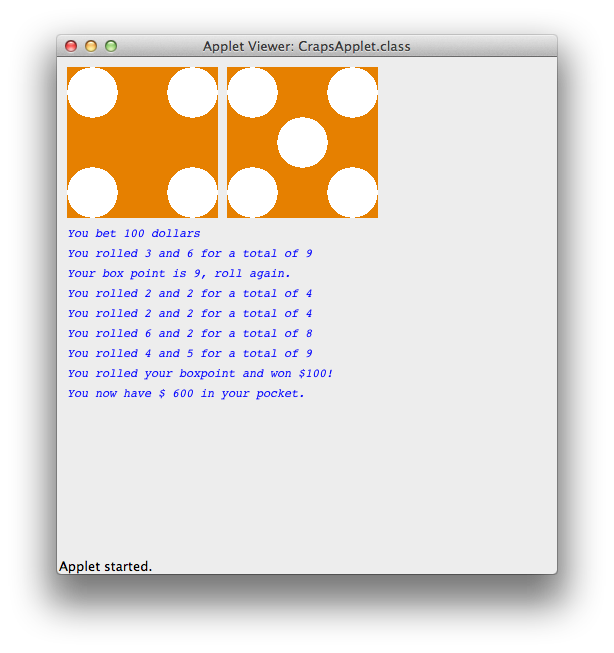 Applet Viewer: CrapsApplet.class
You bet 100 dollars
You rolled 3 and 6 for a total of 9
Your box point is 9, roll again.
You rolled 2 and 2 for a total of 4
You rolled 2 and 2 for a total of 4
You rolled 6 and 2 for a total of 8
You rolled 4 and 5 for a total of 9
You rolled your boxpoint and won $100!
You now have $ 600 in your pocket.
Applet started.